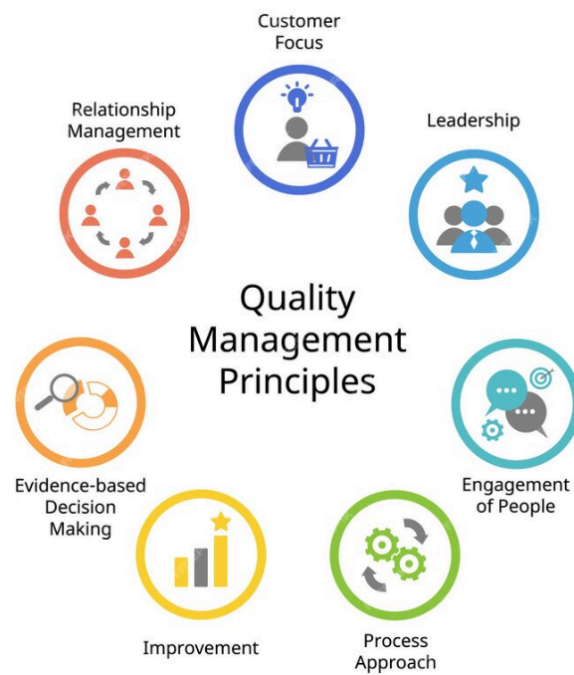 Customer
Focus
Leadership
Engagement
of People
Process
Approach
Improvement
Evidence-based
Decision
Making
Relationship
Management
Quality
Management
Principles